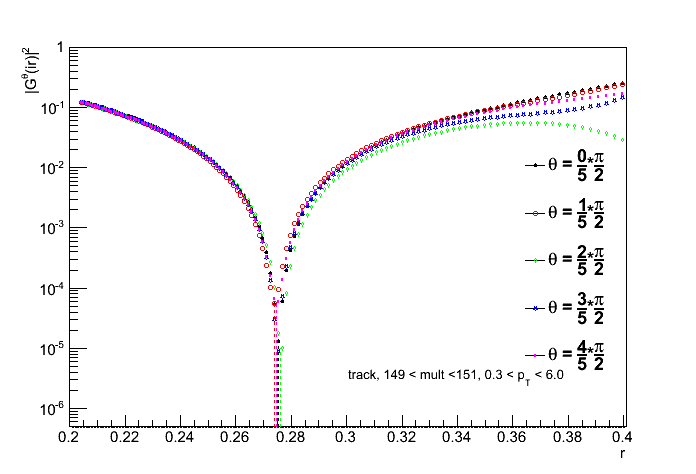 |G^θ(ir)|²
1
10⁻¹
10⁻²
10⁻³
10⁻⁴
10⁻⁵
10⁻⁶
θ = 0/5*π/2
θ = 1/5*π/2
θ = 2/5*π/2
θ = 3/5*π/2
θ = 4/5*π/2
track, 149 < mult <151, 0.3 < p_T < 6.0
0.2 0.22 0.24 0.26 0.28 0.3 0.32 0.34 0.36 0.38 0.4
r